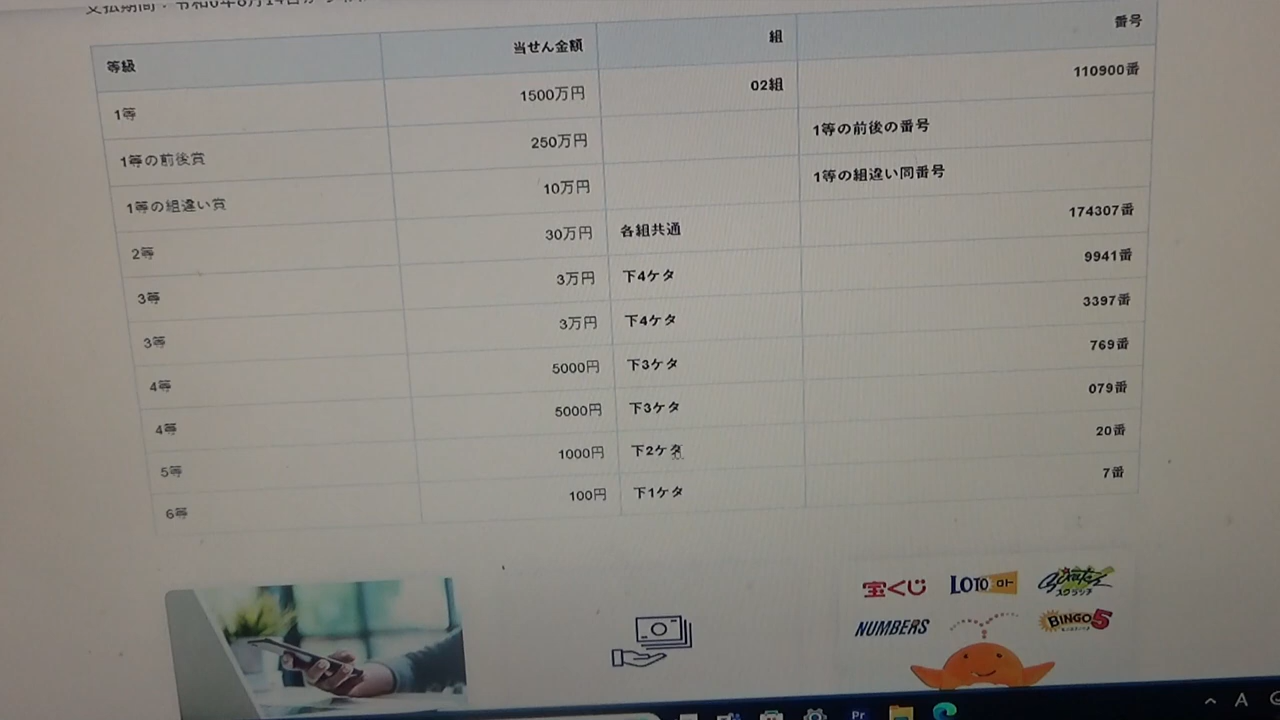 等級 当せん金額 組 番号
1等 1500万円 02組 110900番
1等の前後賞 250万円 1等の前後の番号
1等の組違い賞 10万円 1等の組違い同番号
2等 30万円 各組共通 174307番
3等 3万円 下4ケタ 9941番
3等 3万円 下4ケタ 3397番
4等 5000円 下3ケタ 769番
4等 5000円 下3ケタ 079番
5等 1000円 下2ケタ 20番
6等 100円 下1ケタ 7番
宝くじ LOTO ロト Scratch スクラッチ
NUMBERS BINGO5
Pr
A